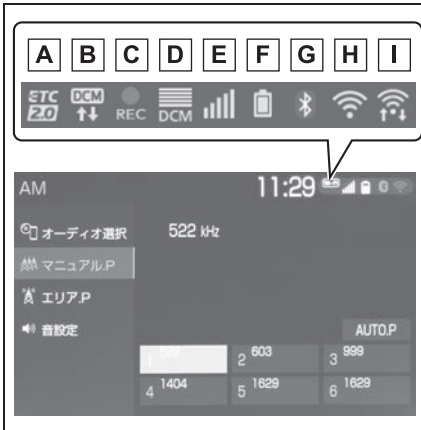 A B C D E F G H I
ETC 2.0 DCM REC DCM
AM 11:29
オーディオ選択 522 kHz
マニュアル.P
エリア.P
音設定 AUTO.P
1 522 2 603 3 999
4 1404 5 1629 6 1629